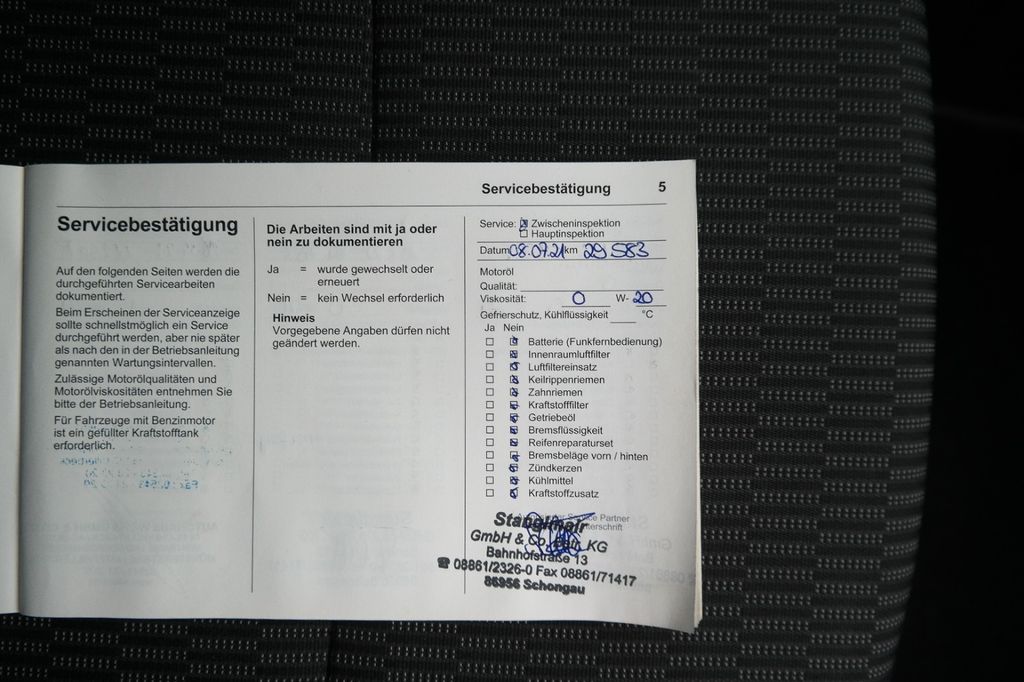 Servicebestätigung 5
Servicebestätigung
Auf den folgenden Seiten werden die
durchgeführten Servicearbeiten
dokumentiert.
Beim Erscheinen der Serviceanzeige
sollte schnellstmöglich ein Service
durchgeführt werden, aber nie später
als nach den in der Betriebsanleitung
genannten Wartungsintervallen.
Zulässige Motorölqualitäten und
Motorölviskositäten entnehmen Sie
bitte der Betriebsanleitung.
Für Fahrzeuge mit Benzinmotor
ist ein gefüllter Kraftstofftank
erforderlich.
Die Arbeiten sind mit ja oder
nein zu dokumentieren
Ja = wurde gewechselt oder
erneuert
Nein = kein Wechsel erforderlich
Hinweis
Vorgegebene Angaben dürfen nicht
geändert werden.
Service: Zwischeninspektion
Hauptinspektion
Datum 08.07.21 km 29583
Motoröl
Qualität:
Viskosität: 0 W- 20
Gefrierschutz, Kühlflüssigkeit °C
Ja Nein
Batterie (Funkfernbedienung)
Innenraumluftfilter
Luftfiltereinsatz
Keilrippenriemen
Zahnriemen
Kraftstofffilter
Getriebeöl
Bremsflüssigkeit
Reifenreparaturset
Bremsbeläge vorn / hinten
Zündkerzen
Kühlmittel
Kraftstoffzusatz
Partner
Stanglmair
GmbH & Co. KG
Bahnhofstraße 13
☎ 08861/2326-0 Fax 08861/71417
86956 Schongau